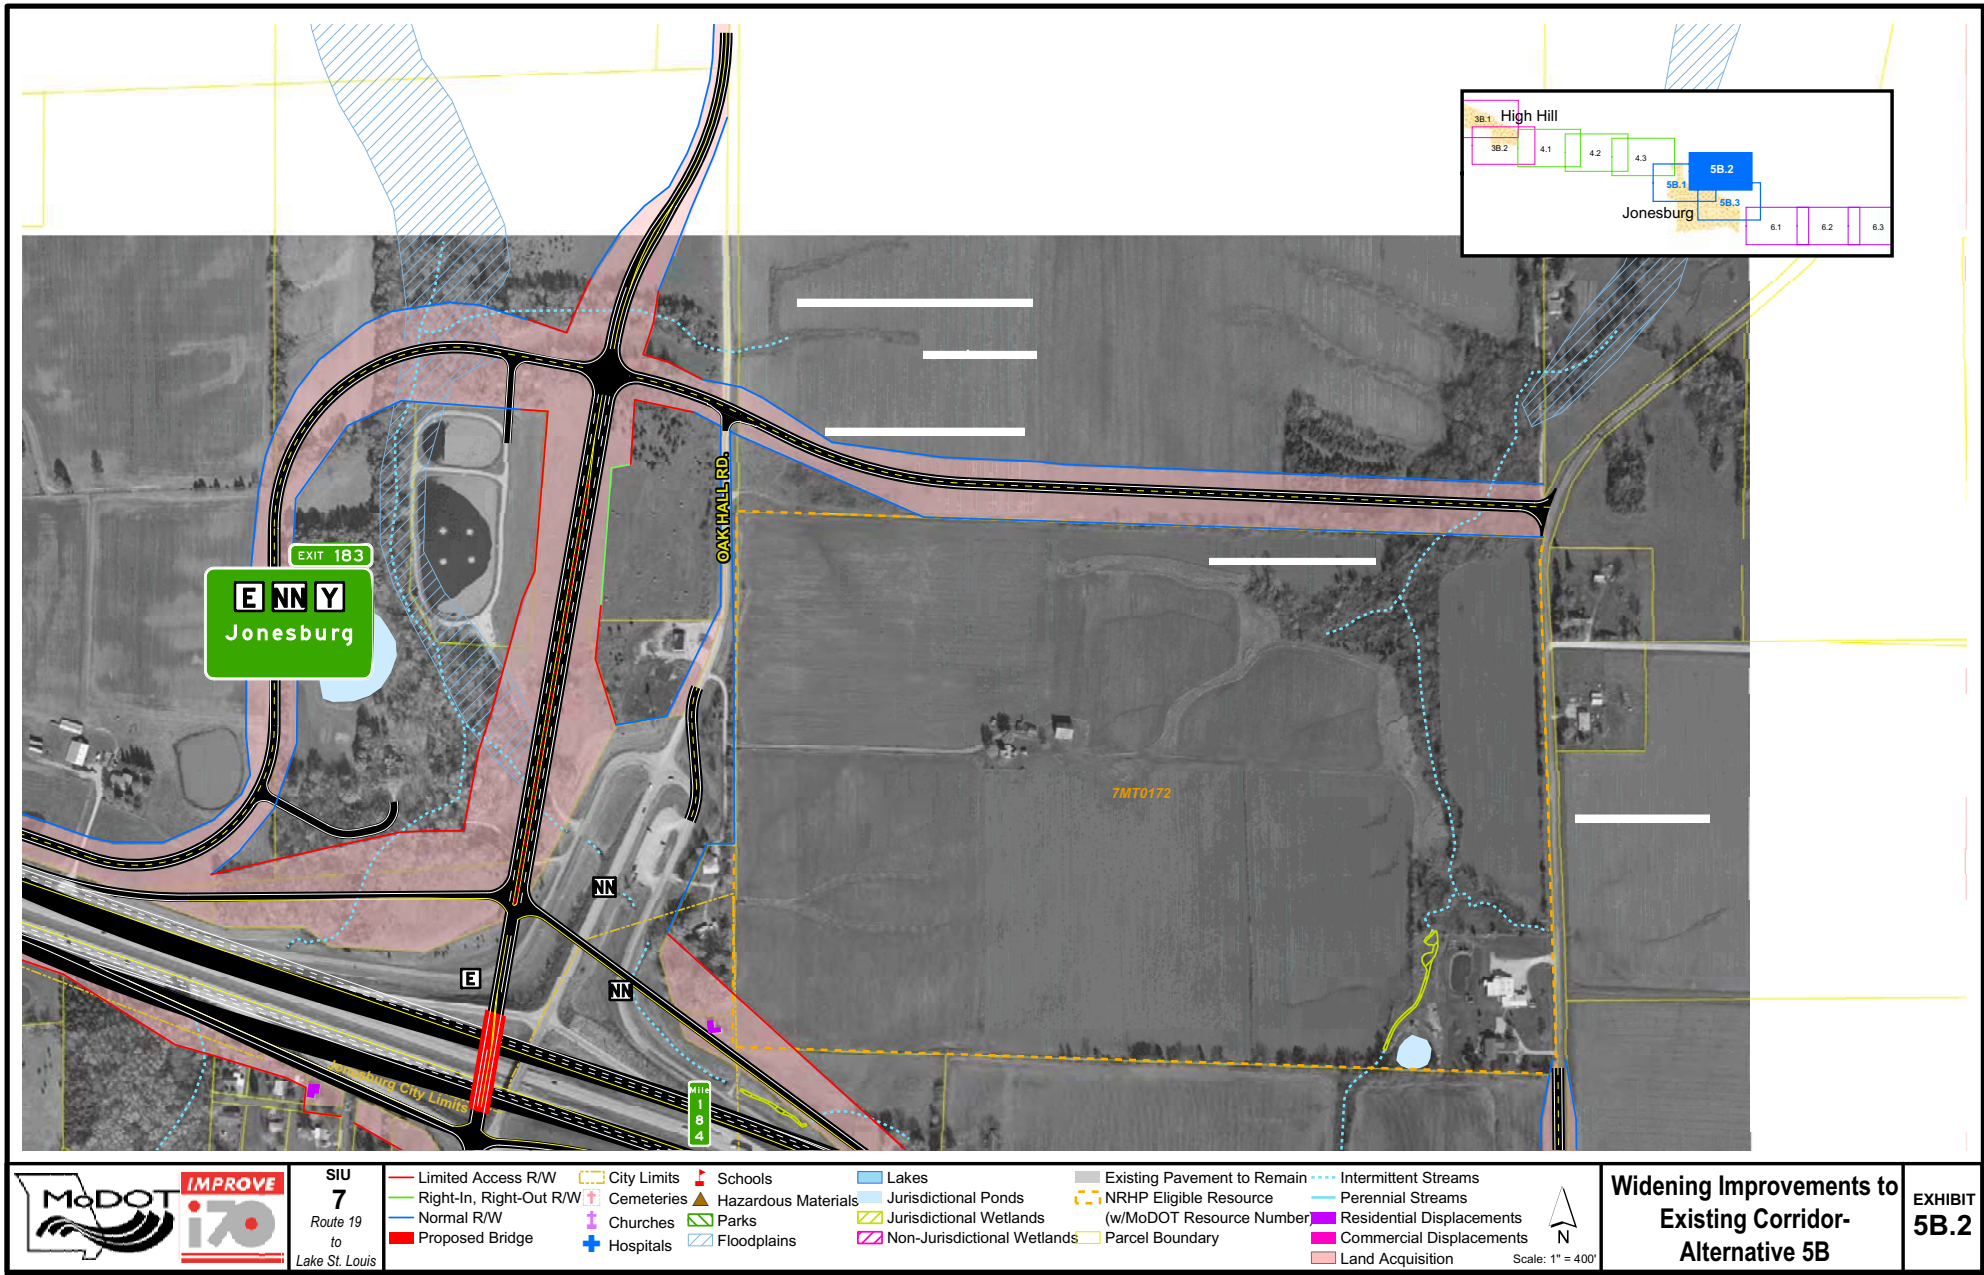 3B.1
High Hill
3B.2
4.1
4.2
4.3
5B.1
5B.2
5B.3
Jonesburg
6.1
6.2
6.3
OAK HALL RD.
EXIT 183
E NN Y
Jonesburg
7MT0172
NN
E
NN
Jonesburg City Limits
Mile
1
8
4
MoDOT
IMPROVE
i70
SIU
7
Route 19
to
Lake St. Louis
Limited Access R/W
Right-In, Right-Out R/W
Normal R/W
Proposed Bridge
City Limits
Cemeteries
Churches
Hospitals
Schools
Hazardous Materials
Parks
Floodplains
Lakes
Jurisdictional Ponds
Jurisdictional Wetlands
Non-Jurisdictional Wetlands
Existing Pavement to Remain
NRHP Eligible Resource
(w/MoDOT Resource Number)
Parcel Boundary
Intermittent Streams
Perennial Streams
Residential Displacements
Commercial Displacements
Land Acquisition
N
Scale: 1" = 400'
Widening Improvements to
Existing Corridor-
Alternative 5B
EXHIBIT
5B.2